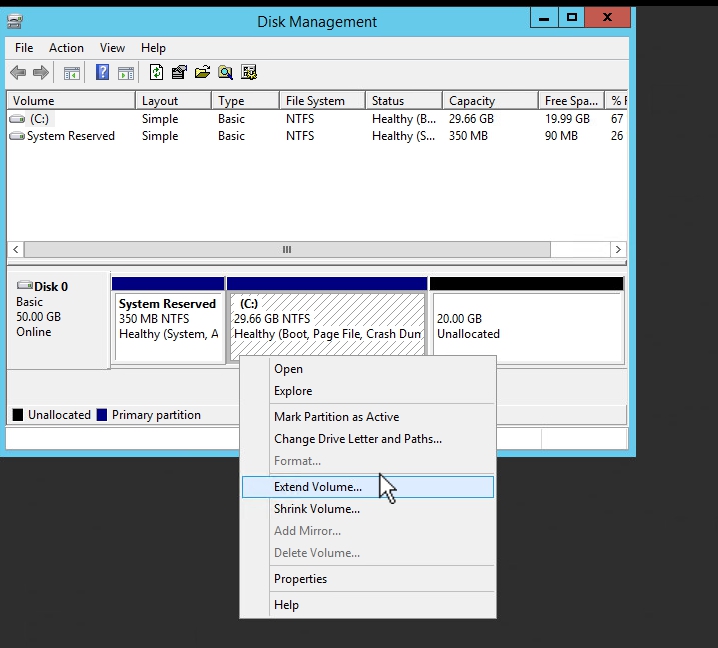 Disk Management
File Action View Help
Volume Layout Type File System Status Capacity Free Spa... % F
(C:) Simple Basic NTFS Healthy (B... 29.66 GB 19.99 GB 67
System Reserved Simple Basic NTFS Healthy (S... 350 MB 90 MB 26
Disk 0
Basic
50.00 GB
Online
System Reserved
350 MB NTFS
Healthy (System, A
(C:)
29.66 GB NTFS
Healthy (Boot, Page File, Crash Dum
20.00 GB
Unallocated
Unallocated Primary partition
Open
Explore
Mark Partition as Active
Change Drive Letter and Paths...
Format...
Extend Volume...
Shrink Volume...
Add Mirror...
Delete Volume...
Properties
Help